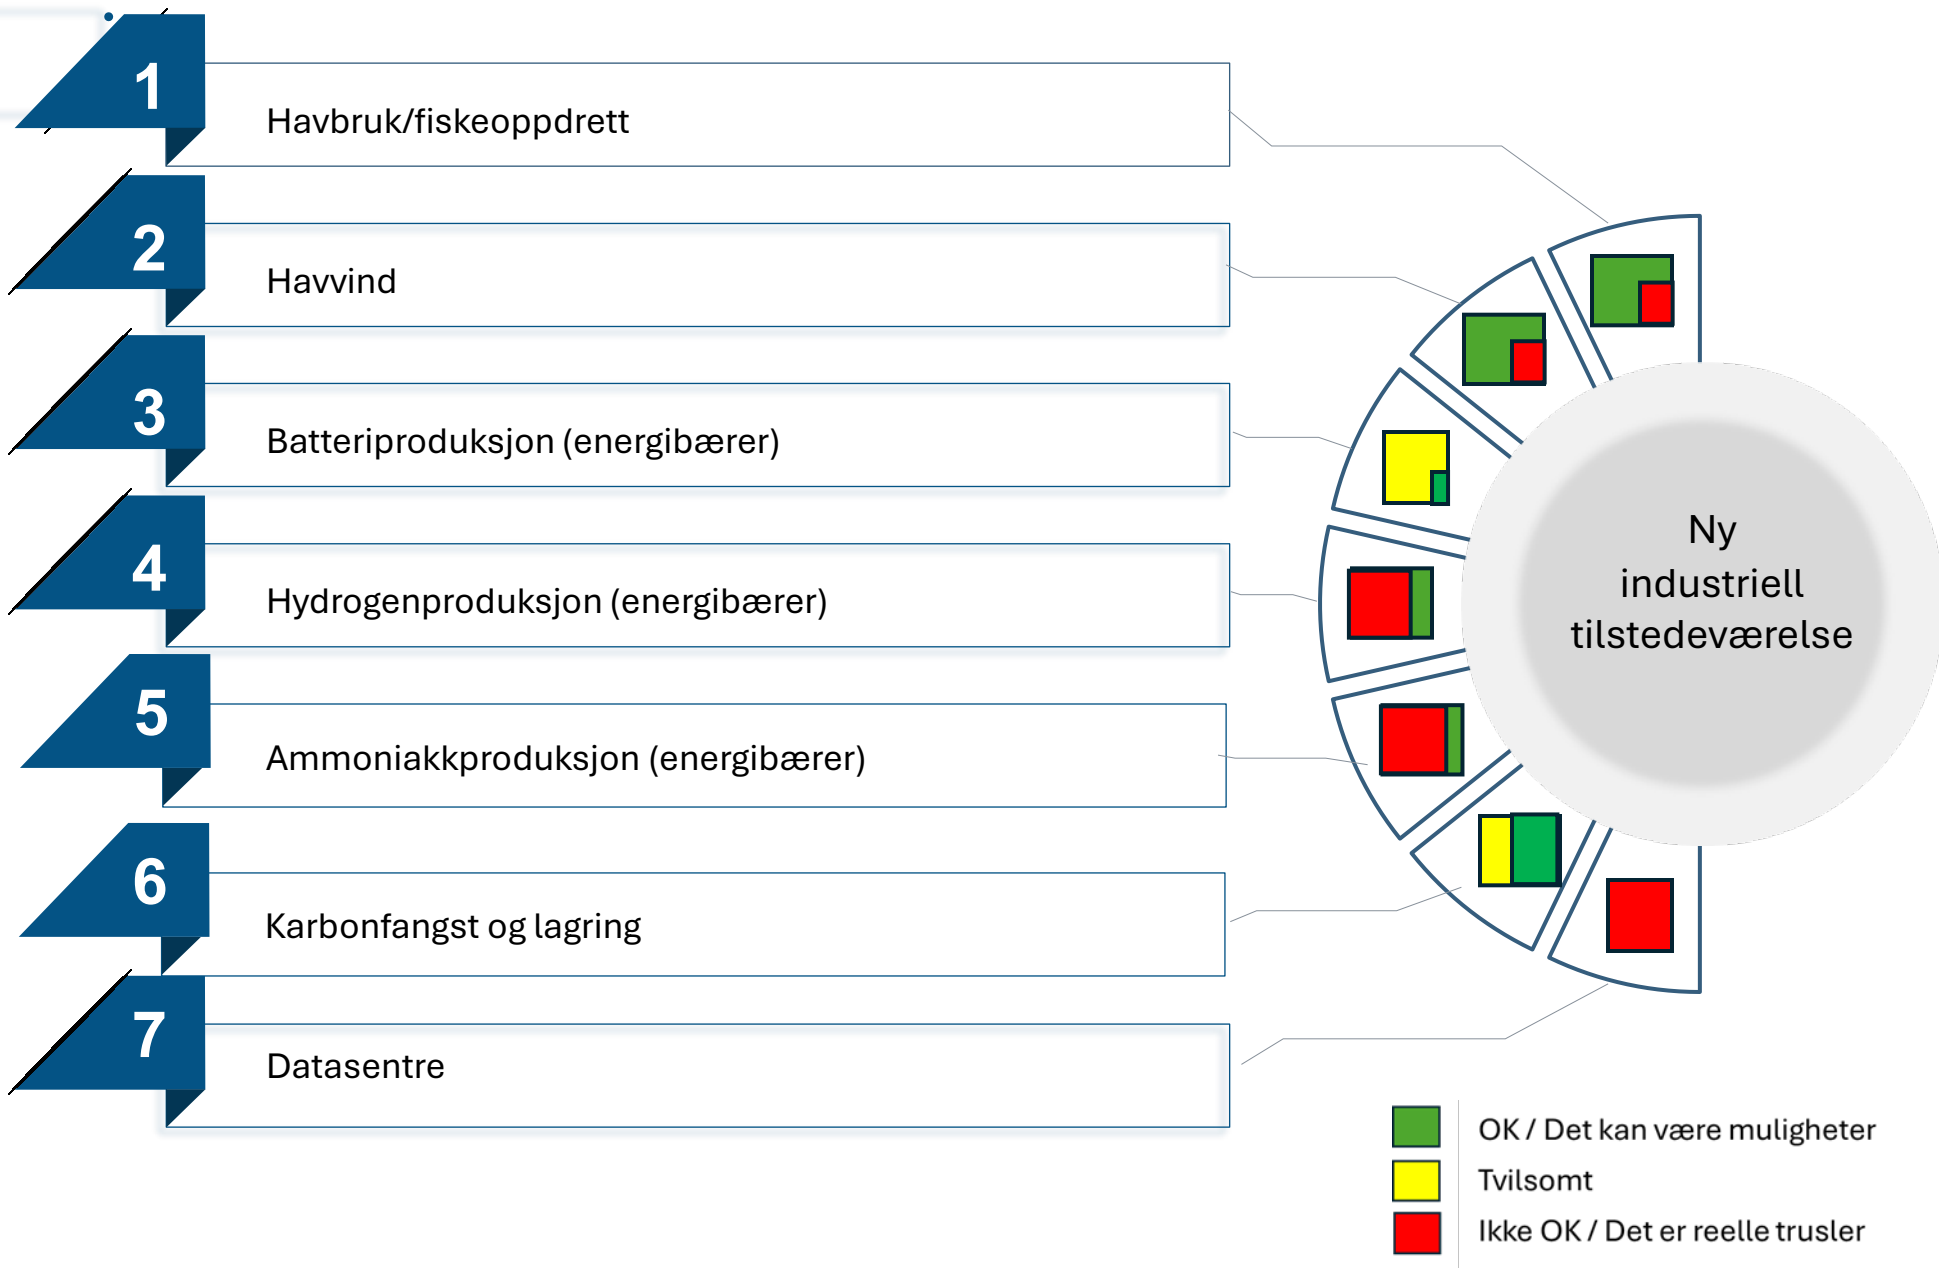 1
Havbruk/fiskeoppdrett
2
Havvind
3
Batteriproduksjon (energibærer)
4
Hydrogenproduksjon (energibærer)
5
Ammoniakkproduksjon (energibærer)
6
Karbonfangst og lagring
7
Datasentre
Ny
industriell
tilstedeværelse
OK / Det kan være muligheter
Tvilsomt
Ikke OK / Det er reelle trusler